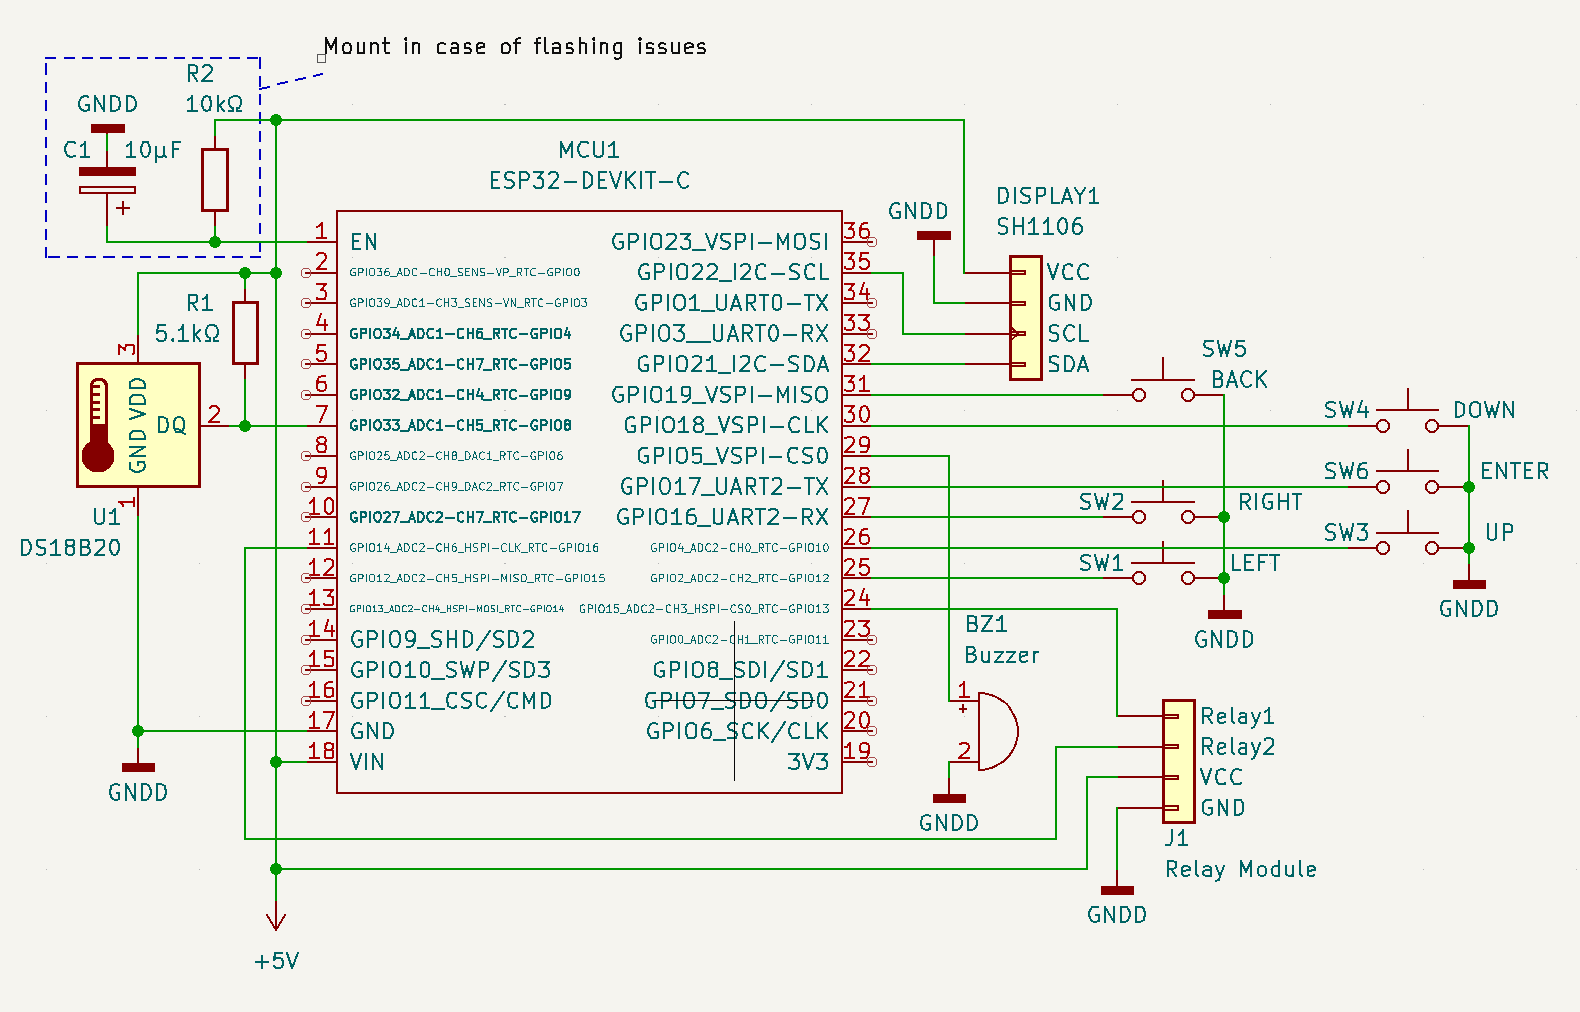 Mount in case of flashing issues
R2
10kΩ
GNDD
C1 10µF
+
MCU1
ESP32-DEVKIT-C
1 EN
2 GPIO36_ADC-CH0_SENS-VP_RTC-GPIO0
3 GPIO39_ADC1-CH3_SENS-VN_RTC-GPIO3
4 GPIO34_ADC1-CH6_RTC-GPIO4
5 GPIO35_ADC1-CH7_RTC-GPIO5
6 GPIO32_ADC1-CH4_RTC-GPIO9
7 GPIO33_ADC1-CH5_RTC-GPIO8
8 GPIO25_ADC2-CH8_DAC1_RTC-GPIO6
9 GPIO26_ADC2-CH9_DAC2_RTC-GPIO7
10 GPIO27_ADC2-CH7_RTC-GPIO17
11 GPIO14_ADC2-CH6_HSPI-CLK_RTC-GPIO16
12 GPIO12_ADC2-CH5_HSPI-MISO_RTC-GPIO15
13 GPIO13_ADC2-CH4_HSPI-MOSI_RTC-GPIO14
14 GPIO9_SHD/SD2
15 GPIO10_SWP/SD3
16 GPIO11_CSC/CMD
17 GND
18 VIN
GPIO23_VSPI-MOSI 36
GPIO22_I2C-SCL 35
GPIO1_UART0-TX 34
GPIO3__UART0-RX 33
GPIO21_I2C-SDA 32
GPIO19_VSPI-MISO 31
GPIO18_VSPI-CLK 30
GPIO5_VSPI-CS0 29
GPIO17_UART2-TX 28
GPIO16_UART2-RX 27
GPIO4_ADC2-CH0_RTC-GPIO10 26
GPIO2_ADC2-CH2_RTC-GPIO12 25
GPIO15_ADC2-CH3_HSPI-CS0_RTC-GPIO13 24
GPIO0_ADC2-CH1_RTC-GPIO11 23
GPIO8_SDI/SD1 22
GPIO7_SDO/SD0 21
GPIO6_SCK/CLK 20
3V3 19
R1
5.1kΩ
3
VDD
GND
DQ 2
1
U1
DS18B20
GNDD
+5V
DISPLAY1
SH1106
GNDD
VCC
GND
SCL
SDA
SW5
BACK
SW4 DOWN
SW6 ENTER
SW2 RIGHT
SW3 UP
SW1 LEFT
GNDD
GNDD
BZ1
Buzzer
1
+
2
GNDD
Relay1
Relay2
VCC
GND
J1
Relay Module
GNDD